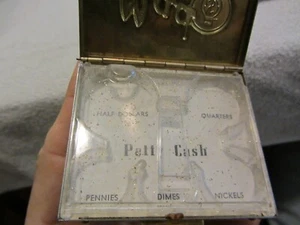 HALF DOLLARS QUARTERS
Petty Cash
PENNIES DIMES NICKELS